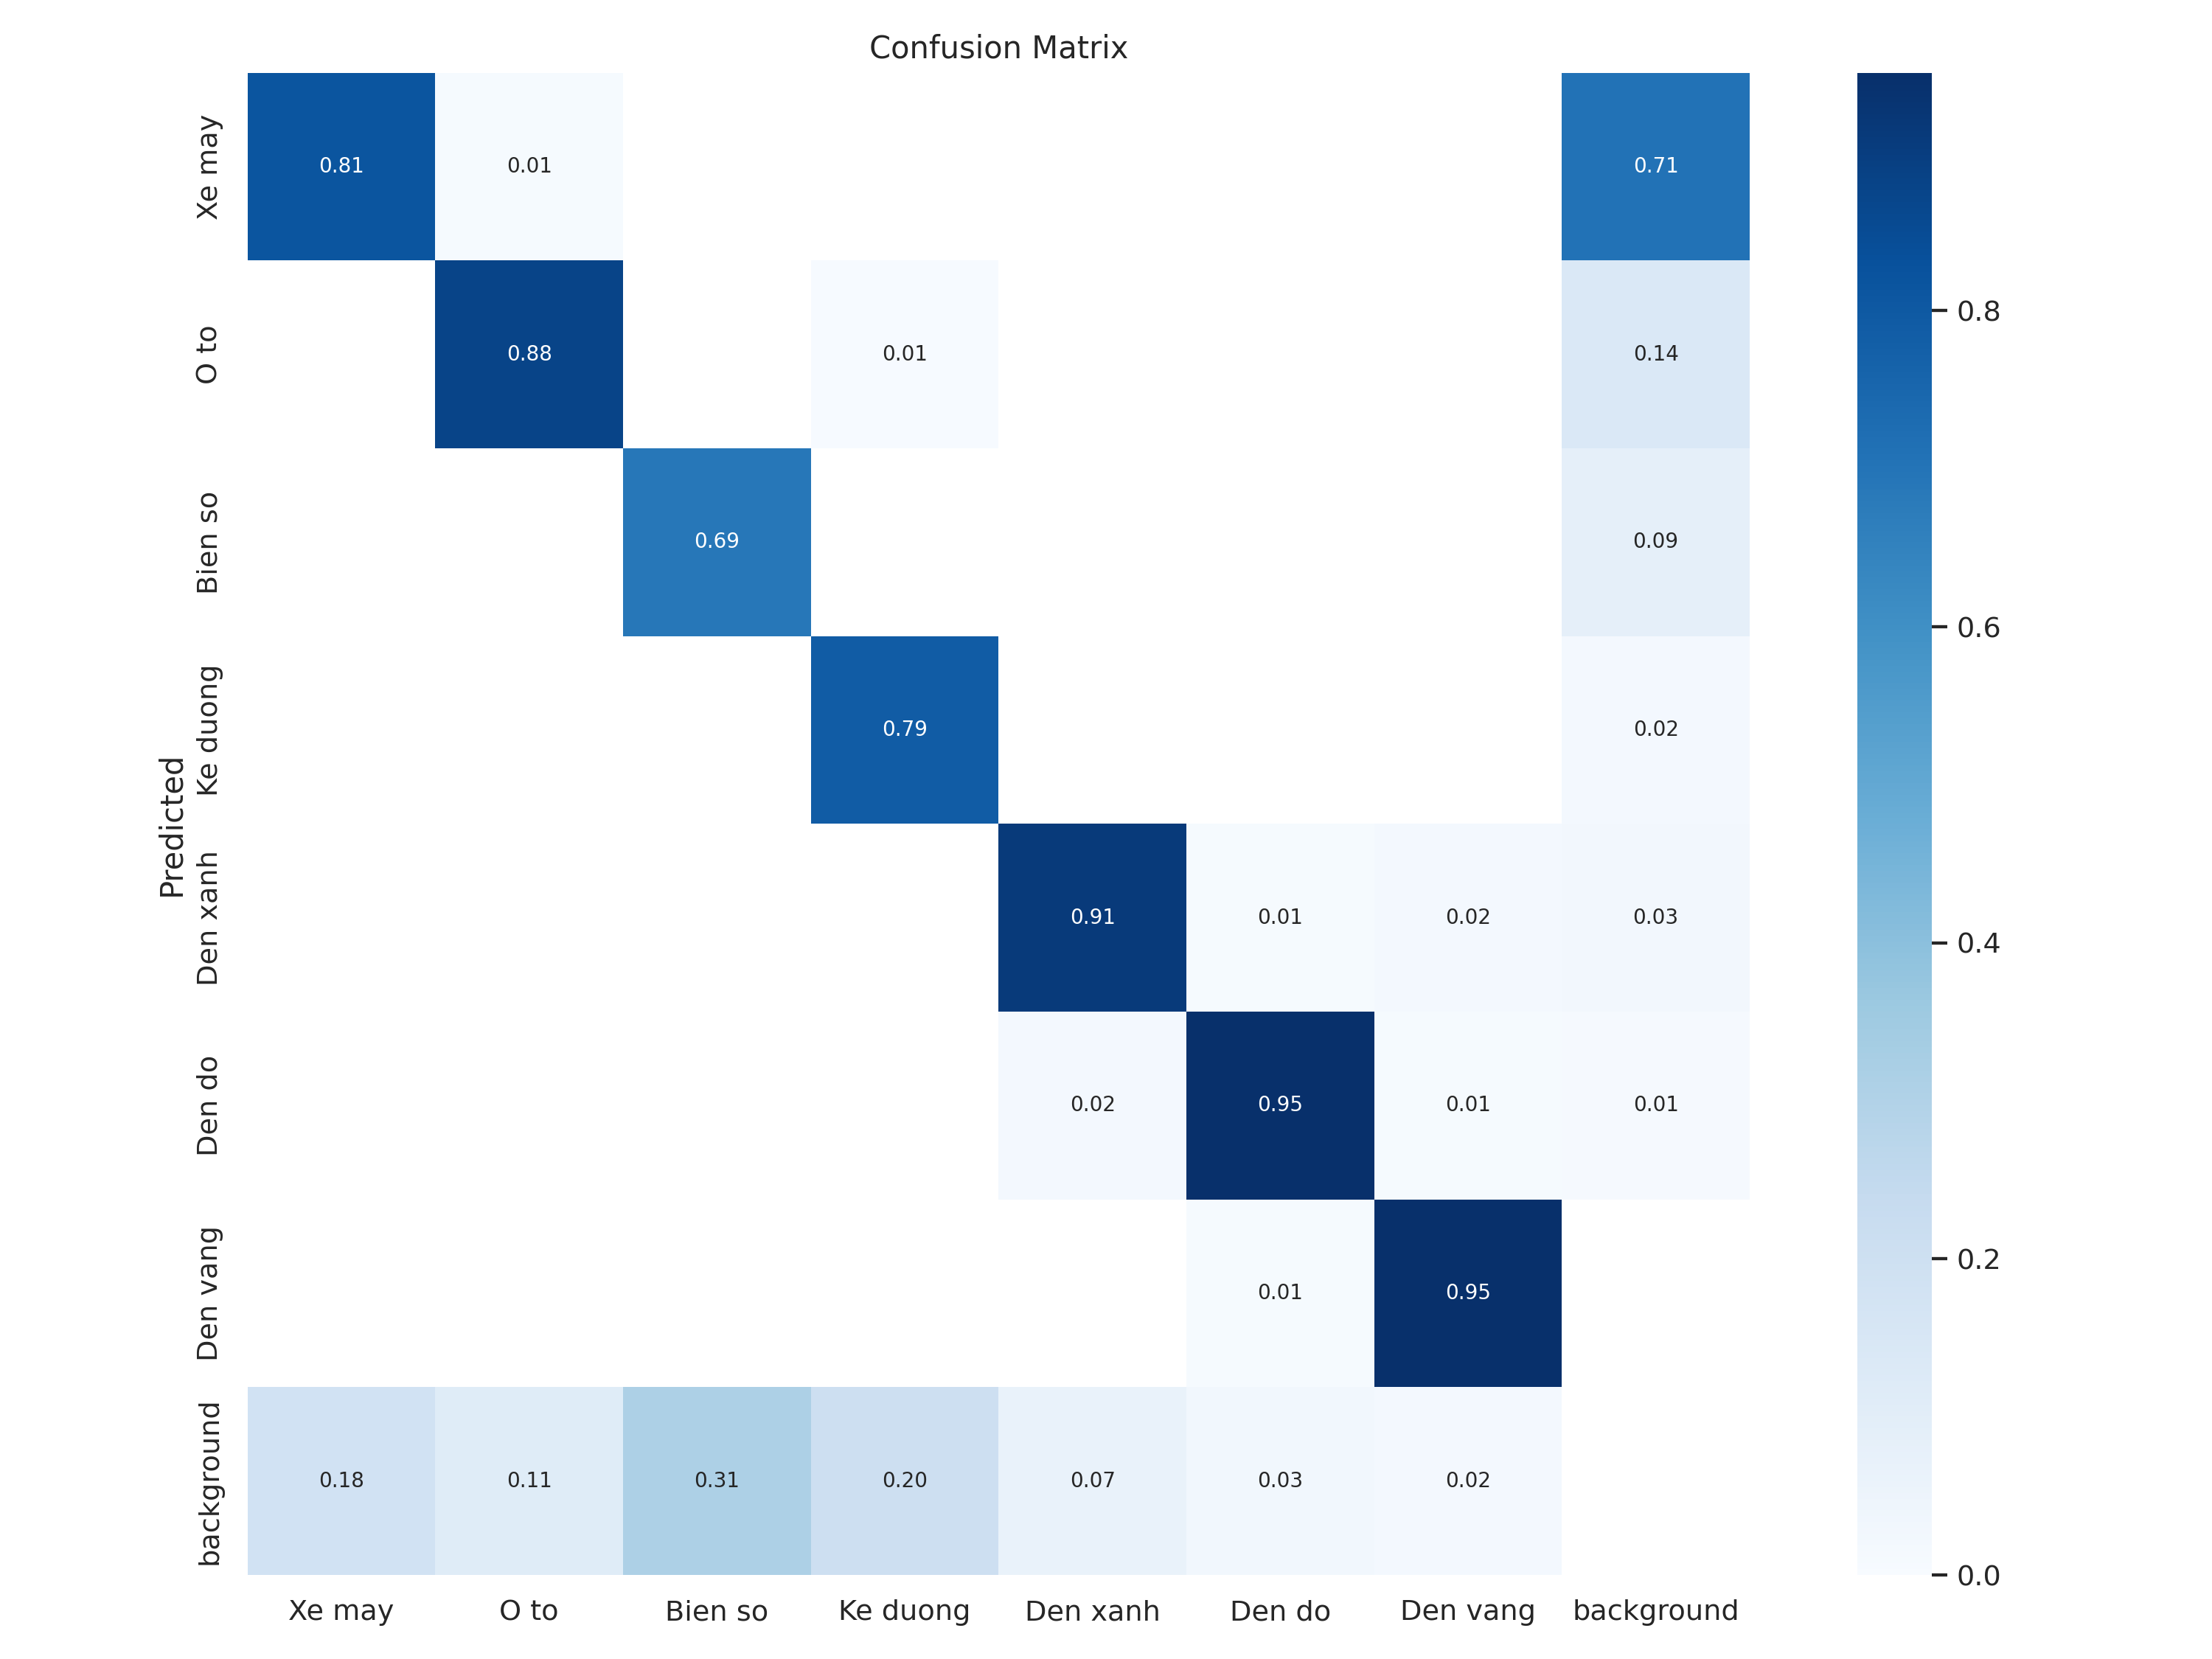 Confusion Matrix
Xe may 0.81 0.01 0.71
O to 0.88 0.01 0.14 0.8
Bien so 0.69 0.09
0.6
Ke duong 0.79 0.02
Predicted
Den xanh 0.91 0.01 0.02 0.03 0.4
Den do 0.02 0.95 0.01 0.01
Den vang 0.01 0.95 0.2
background 0.18 0.11 0.31 0.20 0.07 0.03 0.02
0.0
Xe may O to Bien so Ke duong Den xanh Den do Den vang background